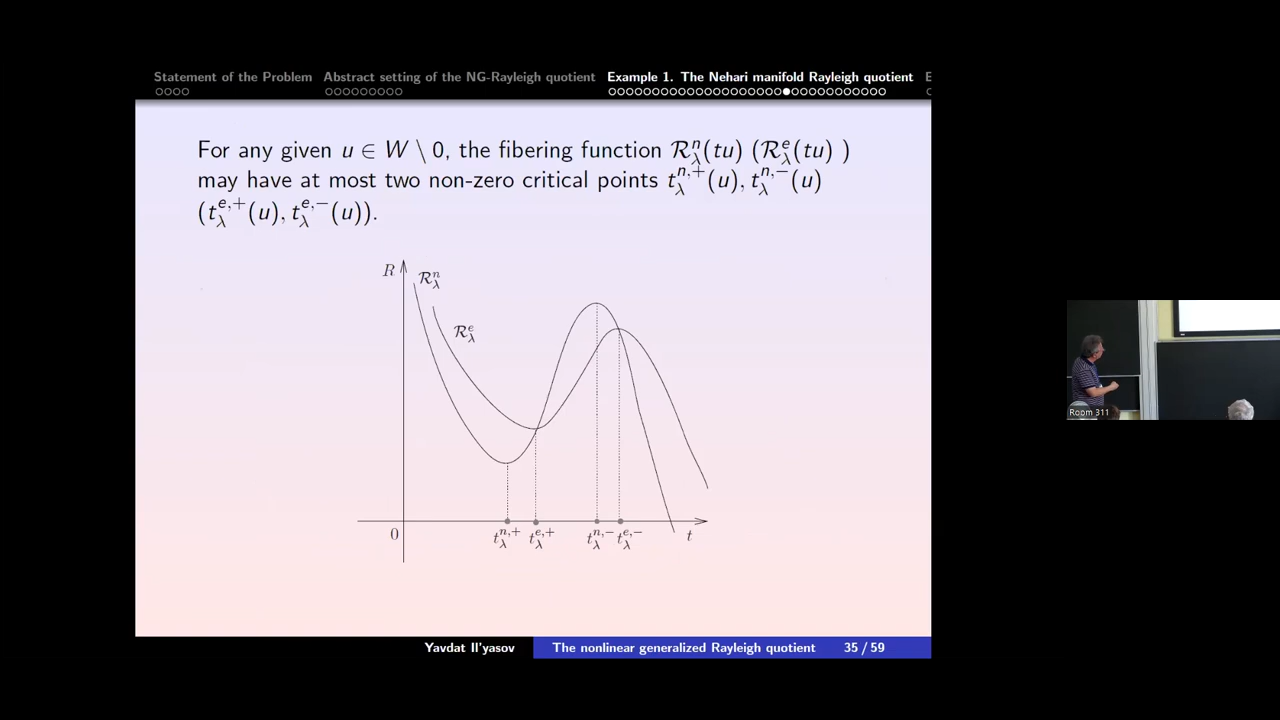 Statement of the Problem Abstract setting of the NG-Rayleigh quotient Example 1. The Nehari manifold Rayleigh quotient E
For any given u ∈ W \ 0, the fibering function ℛ^n_λ(tu) (ℛ^e_λ(tu) )
may have at most two non-zero critical points t^{n,+}_λ(u), t^{n,−}_λ(u)
(t^{e,+}_λ(u), t^{e,−}_λ(u)).
R
ℛ^n_λ
ℛ^e_λ
0 t^{n,+}_λ t^{e,+}_λ t^{n,−}_λ t^{e,−}_λ t
Room 311
Yavdat Il'yasov The nonlinear generalized Rayleigh quotient 35 / 59